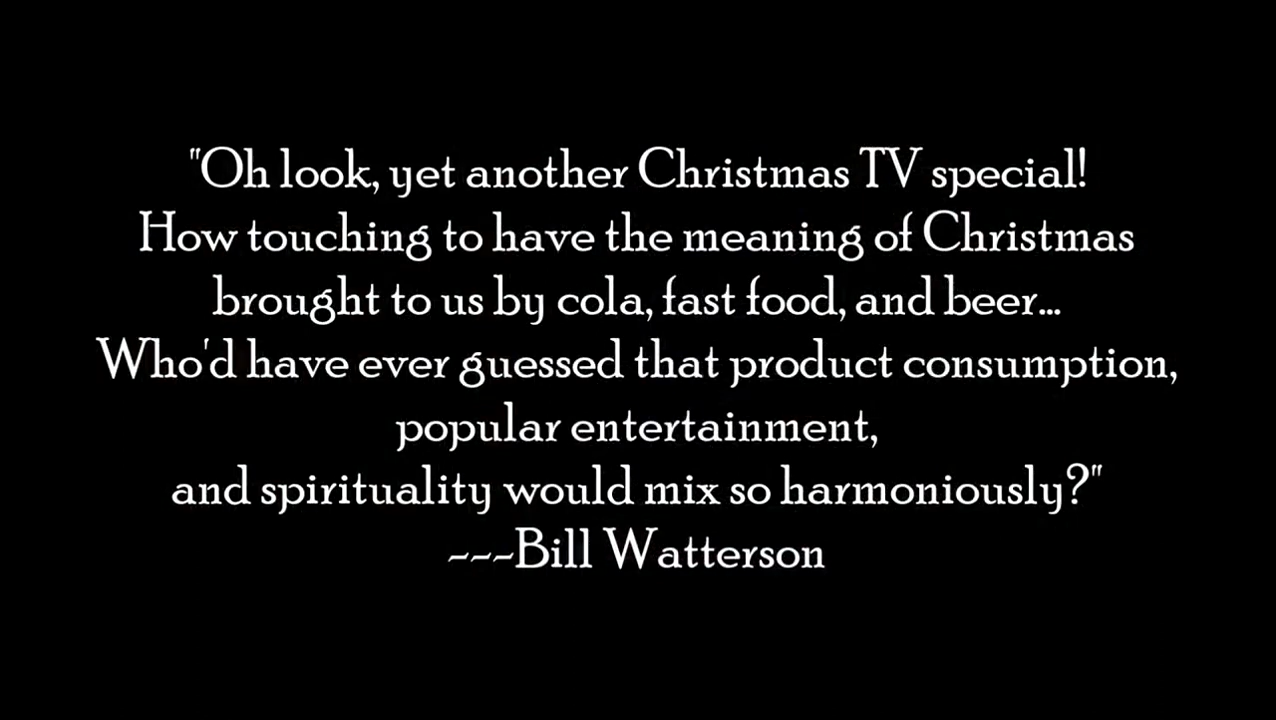 "Oh look, yet another Christmas TV special!
How touching to have the meaning of Christmas
brought to us by cola, fast food, and beer...
Who'd have ever guessed that product consumption,
popular entertainment,
and spirituality would mix so harmoniously?"
---Bill Watterson